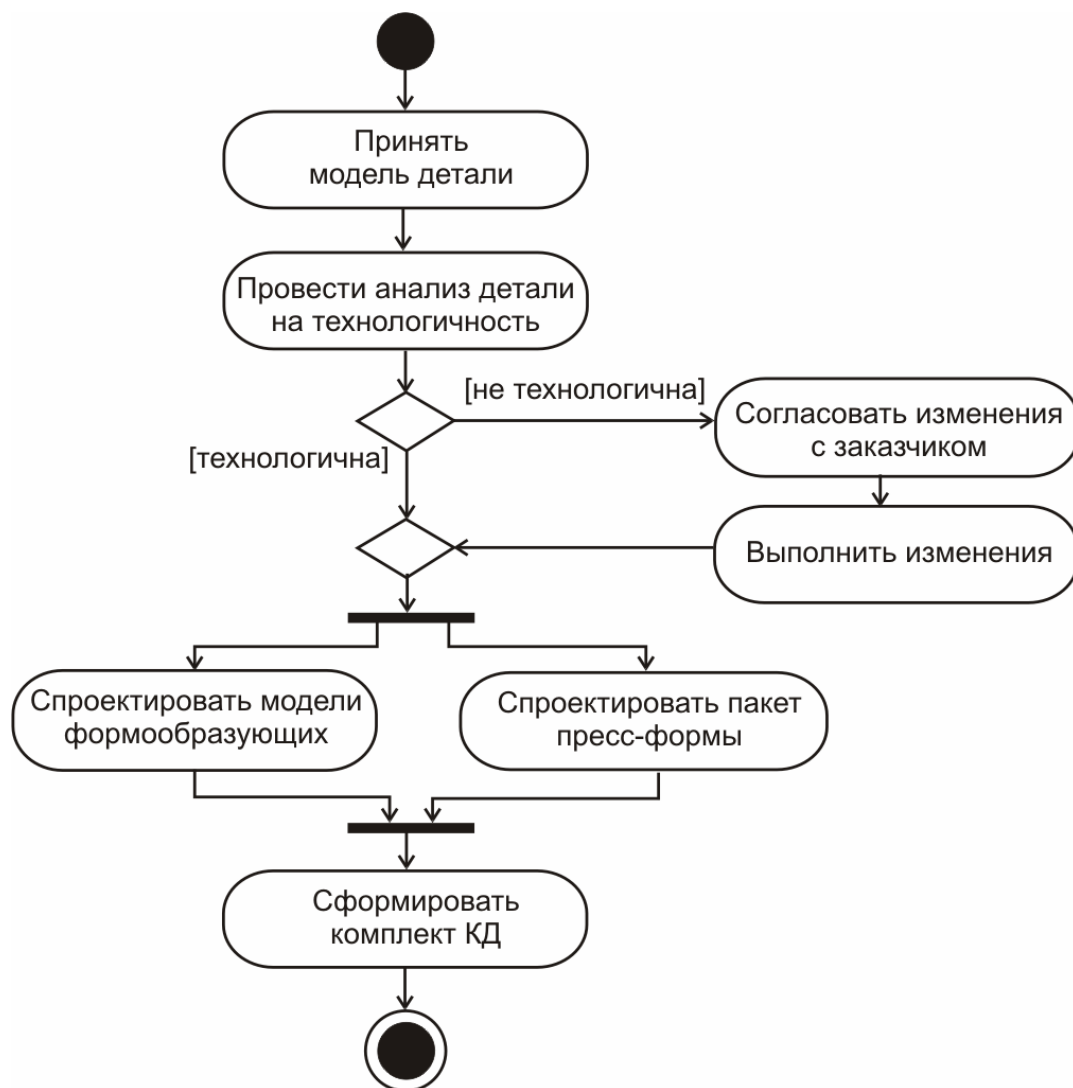 Принять
модель детали
Провести анализ детали
на технологичность
[не технологична]
Согласовать изменения
с заказчиком
[технологична]
Выполнить изменения
Спроектировать модели
формообразующих
Спроектировать пакет
пресс-формы
Сформировать
комплект КД